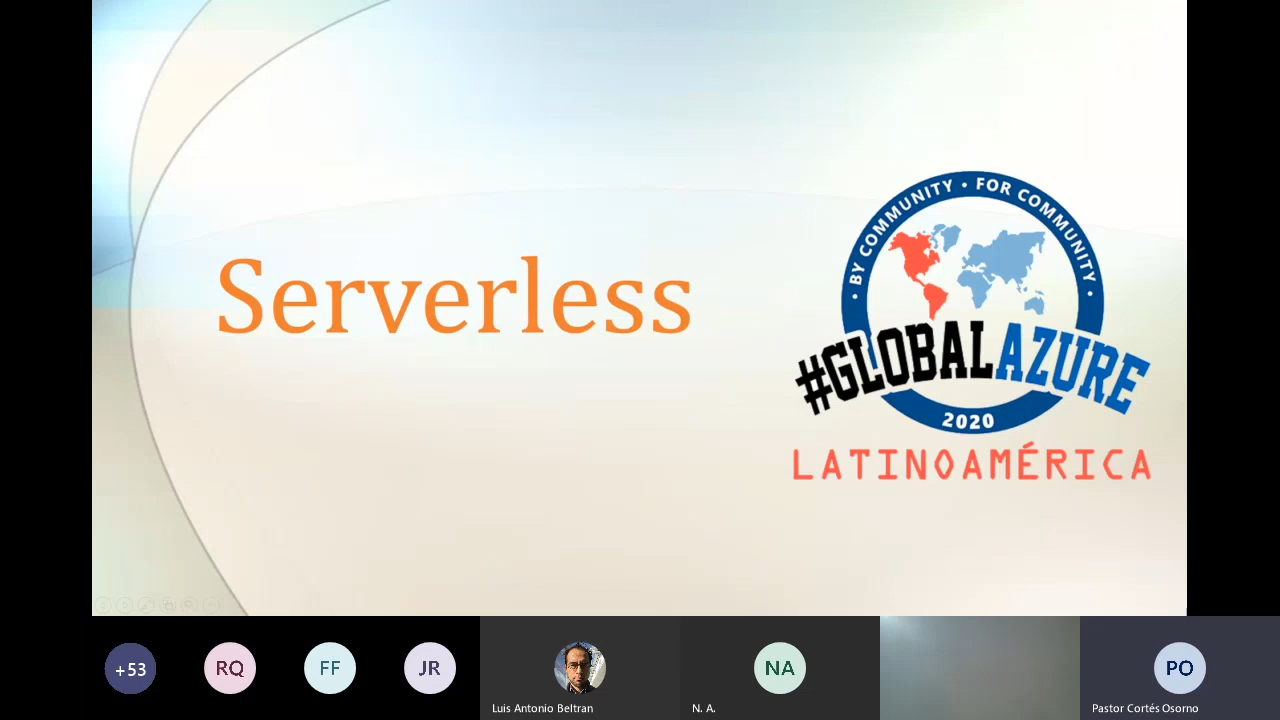 Serverless
• BY COMMUNITY • FOR COMMUNITY •
#GLOBALAZURE
2020
LATINOAMÉRICA
+53
RQ
FF
JR
Luis Antonio Beltran
NA
N. A.
PO
Pastor Cortés Osorno